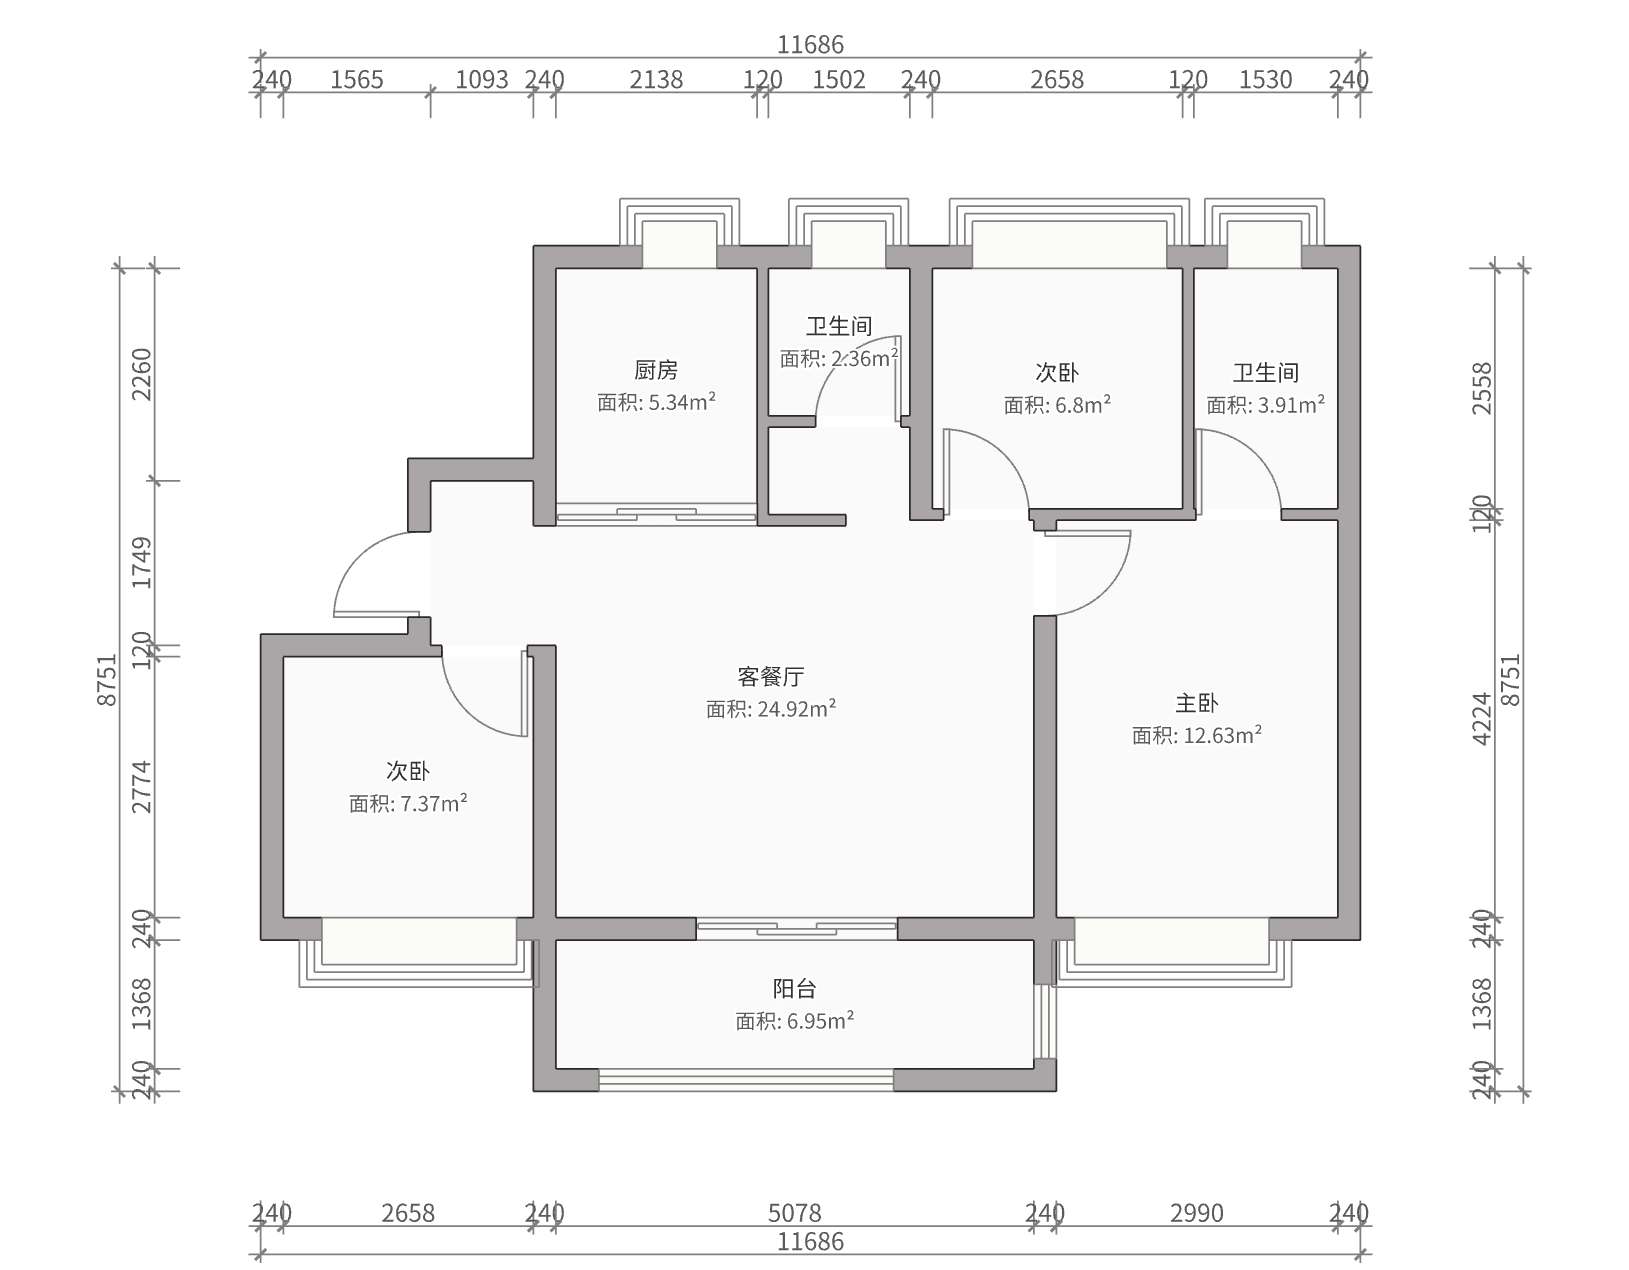 11686
240 1565 1093 240 2138 120 1502 240 2658 120 1530 240
卫生间
面积: 2.36m²
厨房
面积: 5.34m²
次卧
面积: 6.8m²
卫生间
面积: 3.91m²
客餐厅
面积: 24.92m²
主卧
面积: 12.63m²
次卧
面积: 7.37m²
阳台
面积: 6.95m²
2260
1749
120
2774
240
1368
240
8751
2558
120
4224
240
1368
240
8751
240 2658 240 5078 240 2990 240
11686